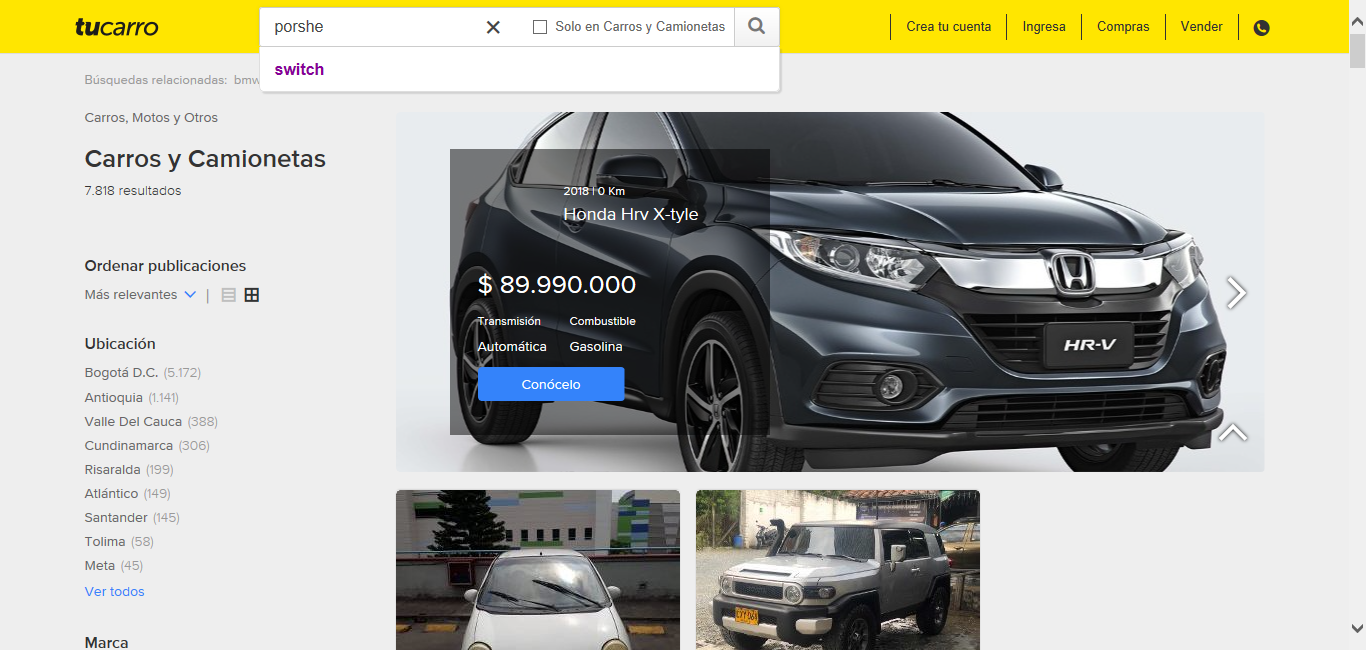 tucarro
porshe
Solo en Carros y Camionetas
Crea tu cuenta
Ingresa
Compras
Vender
switch
Búsquedas relacionadas: bmw
Carros, Motos y Otros
Carros y Camionetas
7.818 resultados
Ordenar publicaciones
Más relevantes |
Ubicación
Bogotá D.C. (5.172)
Antioquia (1.141)
Valle Del Cauca (388)
Cundinamarca (306)
Risaralda (199)
Atlántico (149)
Santander (145)
Tolima (58)
Meta (45)
Ver todos
Marca
2018 | 0 Km
Honda Hrv X-tyle
$ 89.990.000
Transmisión Combustible
Automática Gasolina
Conócelo
HR-V